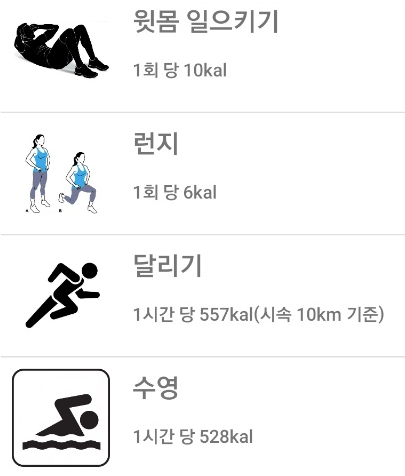 윗몸 일으키기
1회 당 10kal
런지
1회 당 6kal
A B
달리기
1시간 당 557kal(시속 10km 기준)
수영
1시간 당 528kal